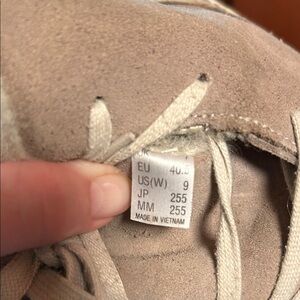 EU 40.5
US(W) 9
JP 255
MM 255
MADE IN VIETNAM